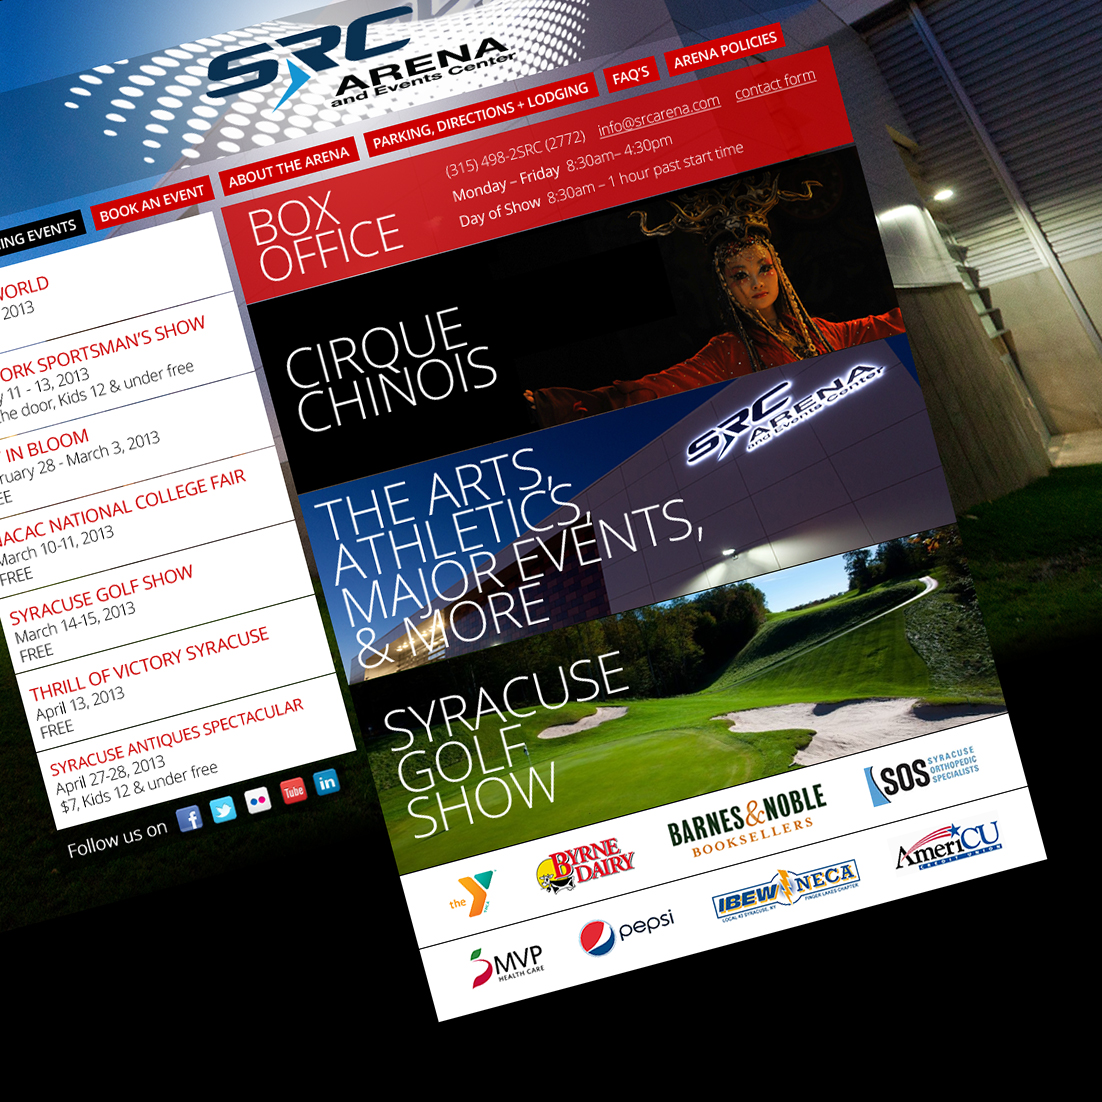 SRC
ARENA
and Events Center
ING EVENTS
BOOK AN EVENT
ABOUT THE ARENA
PARKING, DIRECTIONS + LODGING
FAQ'S
ARENA POLICIES
BOX
OFFICE
(315) 498-2SRC (2772) info@srcarena.com contact form
Monday – Friday 8:30am– 4:30pm
Day of Show 8:30am – 1 hour past start time
WORLD
2013
ORK SPORTSMAN'S SHOW
y 11 - 13, 2013
he door, Kids 12 & under free
IN BLOOM
ruary 28 - March 3, 2013
EE
NACAC NATIONAL COLLEGE FAIR
March 10-11, 2013
FREE
SYRACUSE GOLF SHOW
March 14-15, 2013
FREE
THRILL OF VICTORY SYRACUSE
April 13, 2013
FREE
SYRACUSE ANTIQUES SPECTACULAR
April 27-28, 2013
$7, Kids 12 & under free
Follow us on
f
You
Tube
in
CIRQUE
CHINOIS
SRC
ARENA
and Events Center
THE ARTS,
ATHLETICS,
MAJOR EVENTS,
& MORE
SYRACUSE
GOLF
SHOW
the Y
YMCA
BYRNE
DAIRY
BARNES & NOBLE
BOOKSELLERS
SOS
SYRACUSE
ORTHOPEDIC
SPECIALISTS
MVP
HEALTH CARE
pepsi
IBEW NECA
LOCAL 43 SYRACUSE, NY
FINGER LAKES CHAPTER
AmeriCU
CREDIT UNION